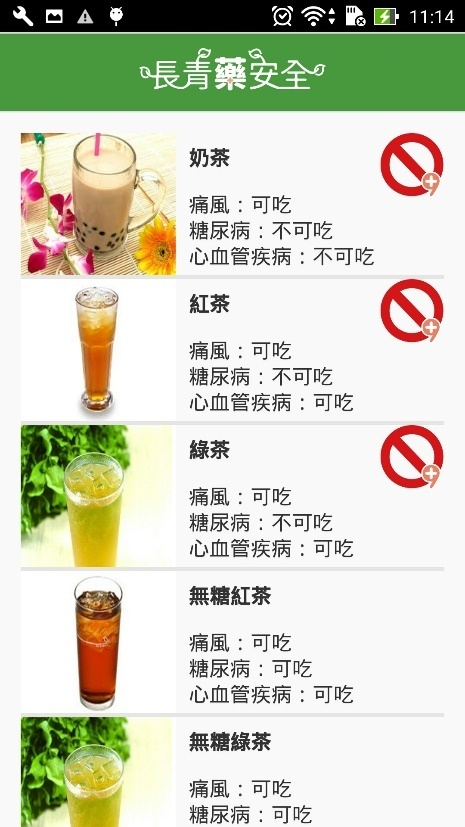 11:14
長青藥安全
奶茶
痛風：可吃
糖尿病：不可吃
心血管疾病：不可吃
紅茶
痛風：可吃
糖尿病：不可吃
心血管疾病：可吃
綠茶
痛風：可吃
糖尿病：不可吃
心血管疾病：可吃
無糖紅茶
痛風：可吃
糖尿病：可吃
心血管疾病：可吃
無糖綠茶
痛風：可吃
糖尿病：可吃